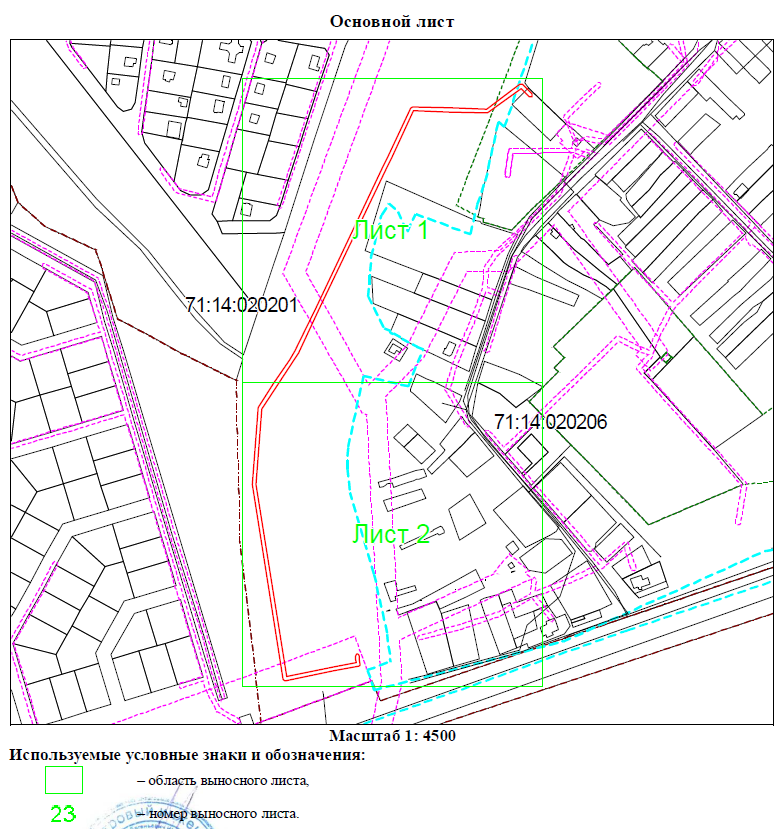 Основной лист
Лист 1
71:14:020201
71:14:020206
Лист 2
Масштаб 1: 4500
Используемые условные знаки и обозначения:
– область выносного листа,
23 – номер выносного листа.